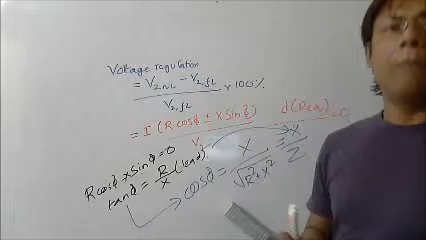 Voltage regulation
= V2NL - V2fL / V2,fL × 100%
= I (R cosφ ± X sinφ) / V2
d(Reg) = 0
R cosφ X sinφ = 0
tanφ = R/X (lead)
cosφ = X / √R² X² = X / Z